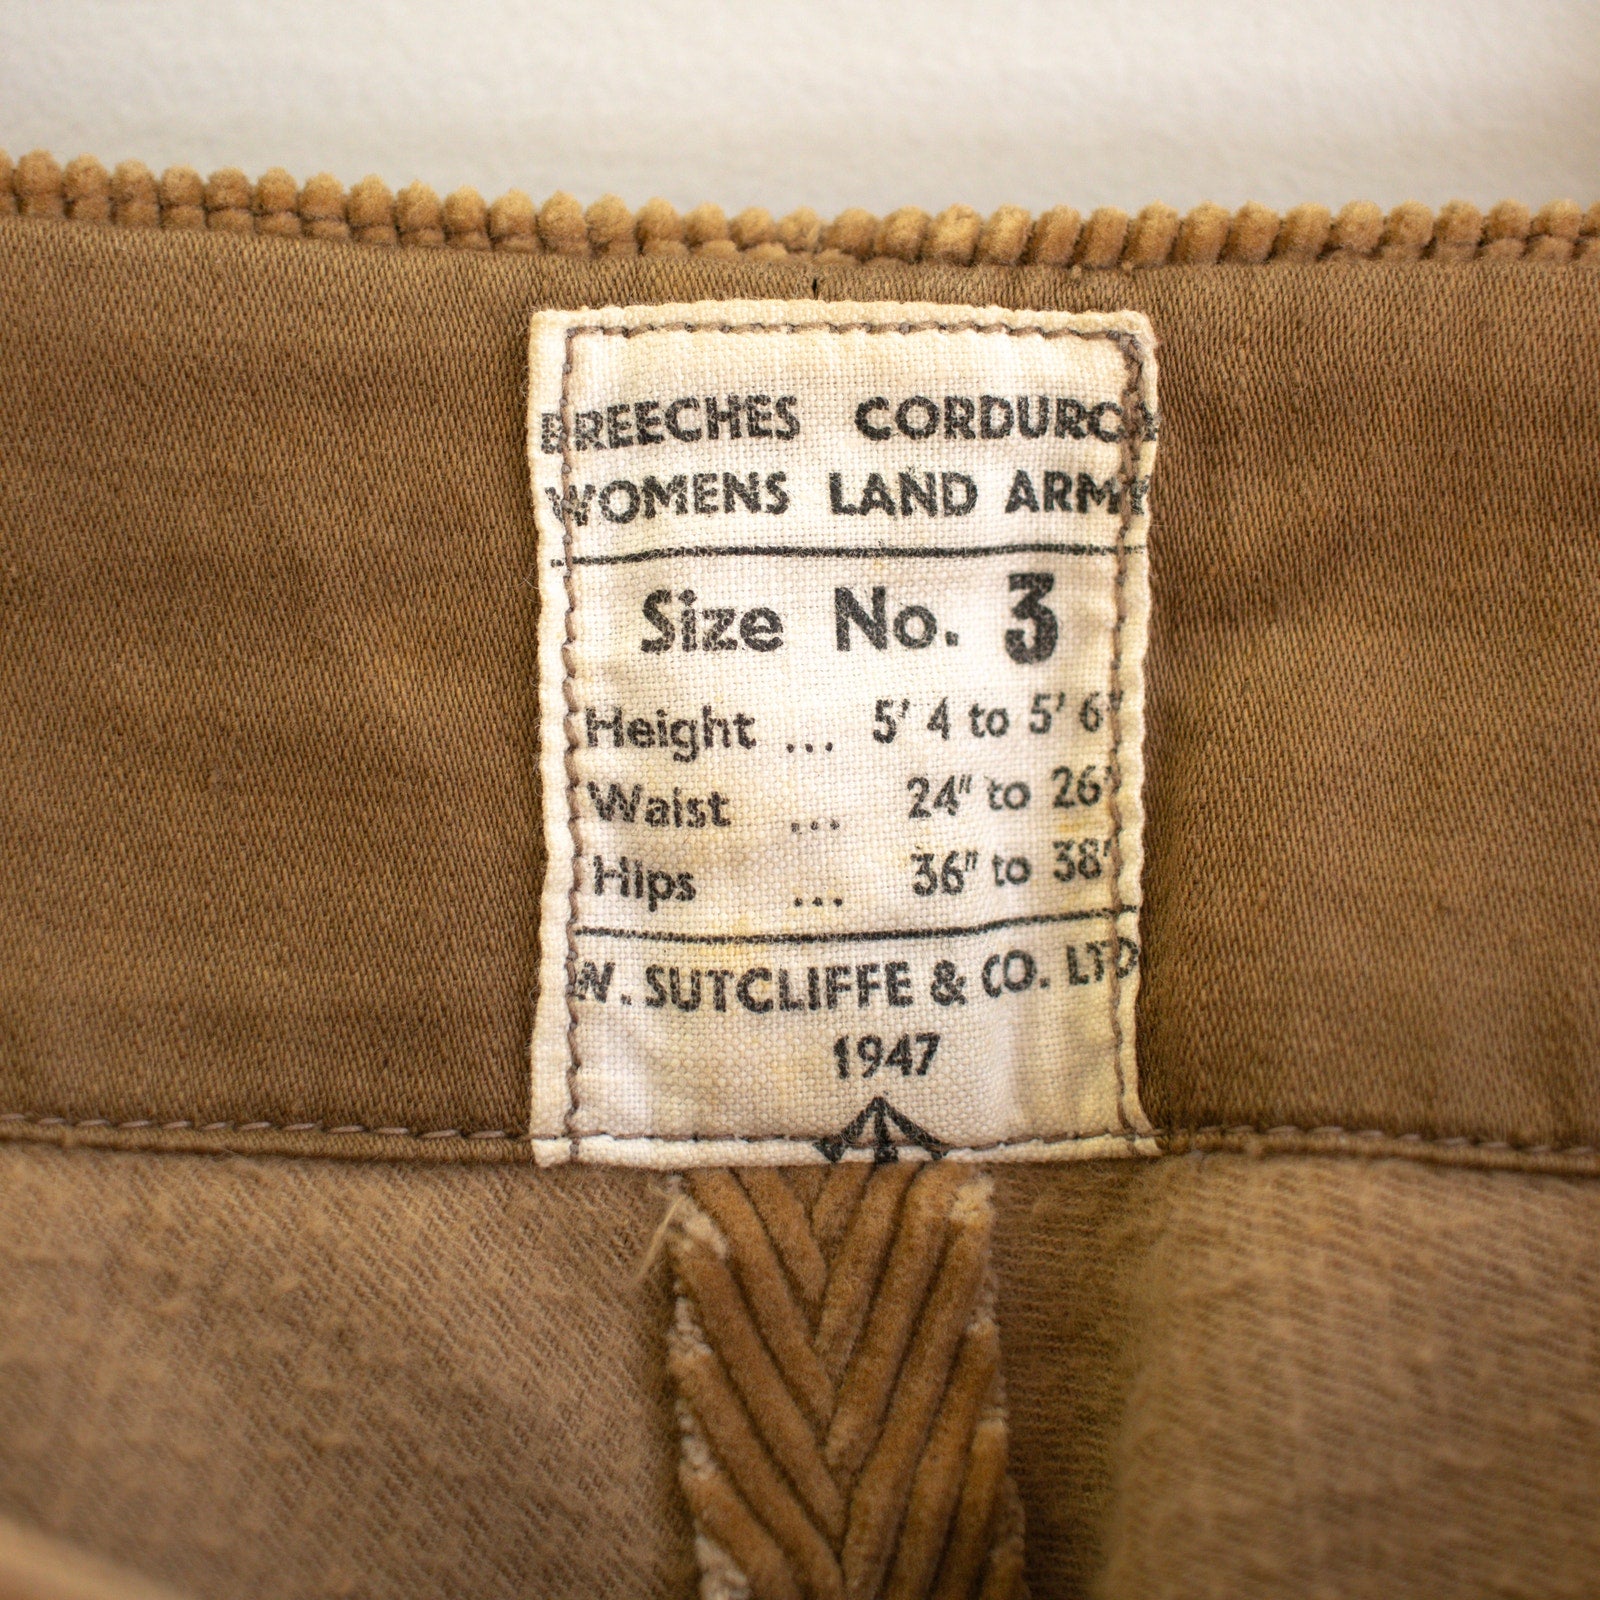 BREECHES CORDUROY
WOMENS LAND ARMY
Size No. 3
Height ... 5' 4 to 5' 6"
Waist ... 24" to 26"
Hips ... 36" to 38"
W. SUTCLIFFE & CO. LTD
1947